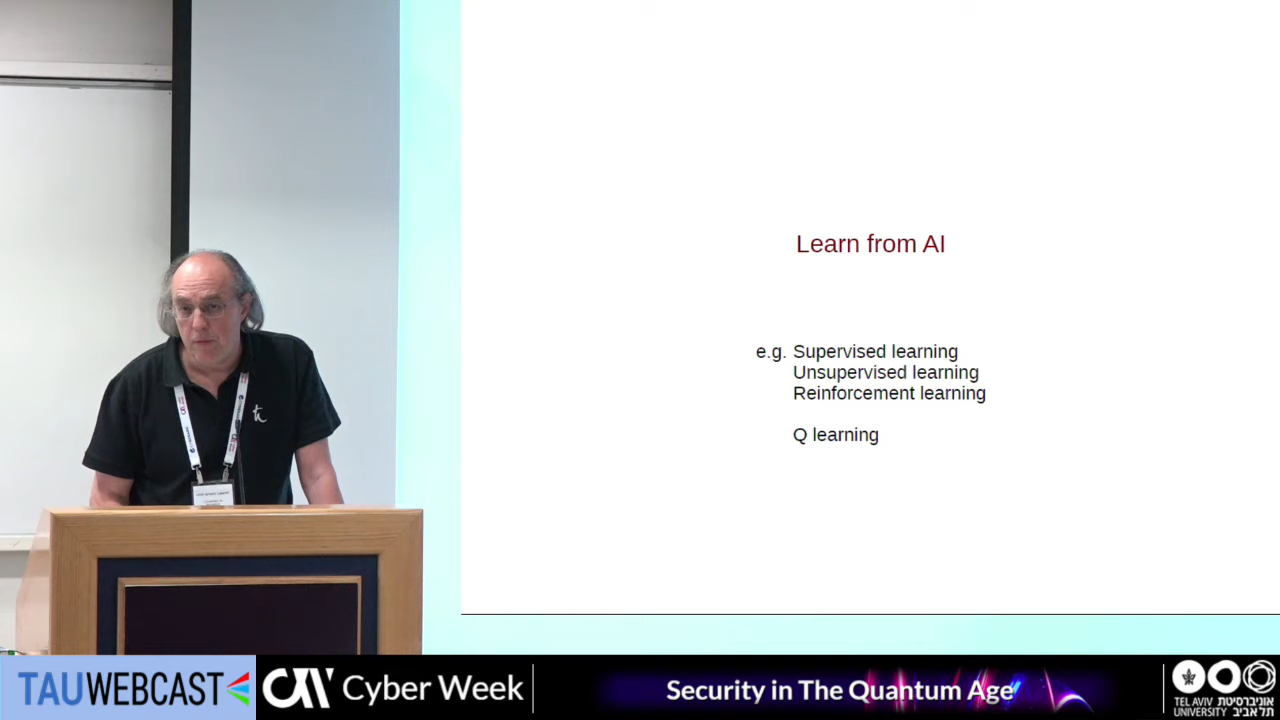 Learn from AI
e.g. Supervised learning
Unsupervised learning
Reinforcement learning
Q learning
TAUWEBCAST
Cyber Week
Security in The Quantum Age
TEL AVIV אוניברסיטת
UNIVERSITY תל אביב